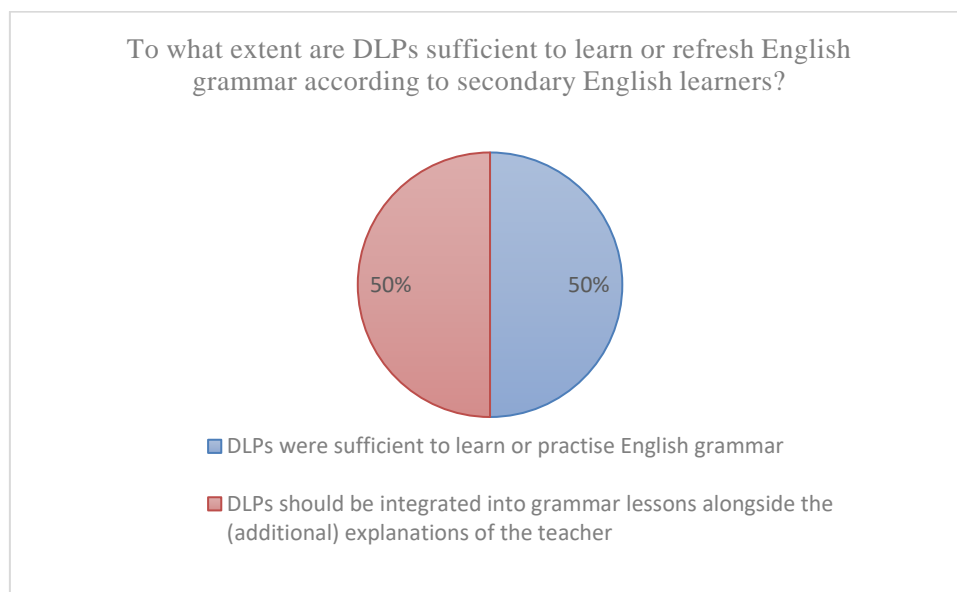 To what extent are DLPs sufficient to learn or refresh English
grammar according to secondary English learners?
50%
50%
DLPs were sufficient to learn or practise English grammar
DLPs should be integrated into grammar lessons alongside the
(additional) explanations of the teacher